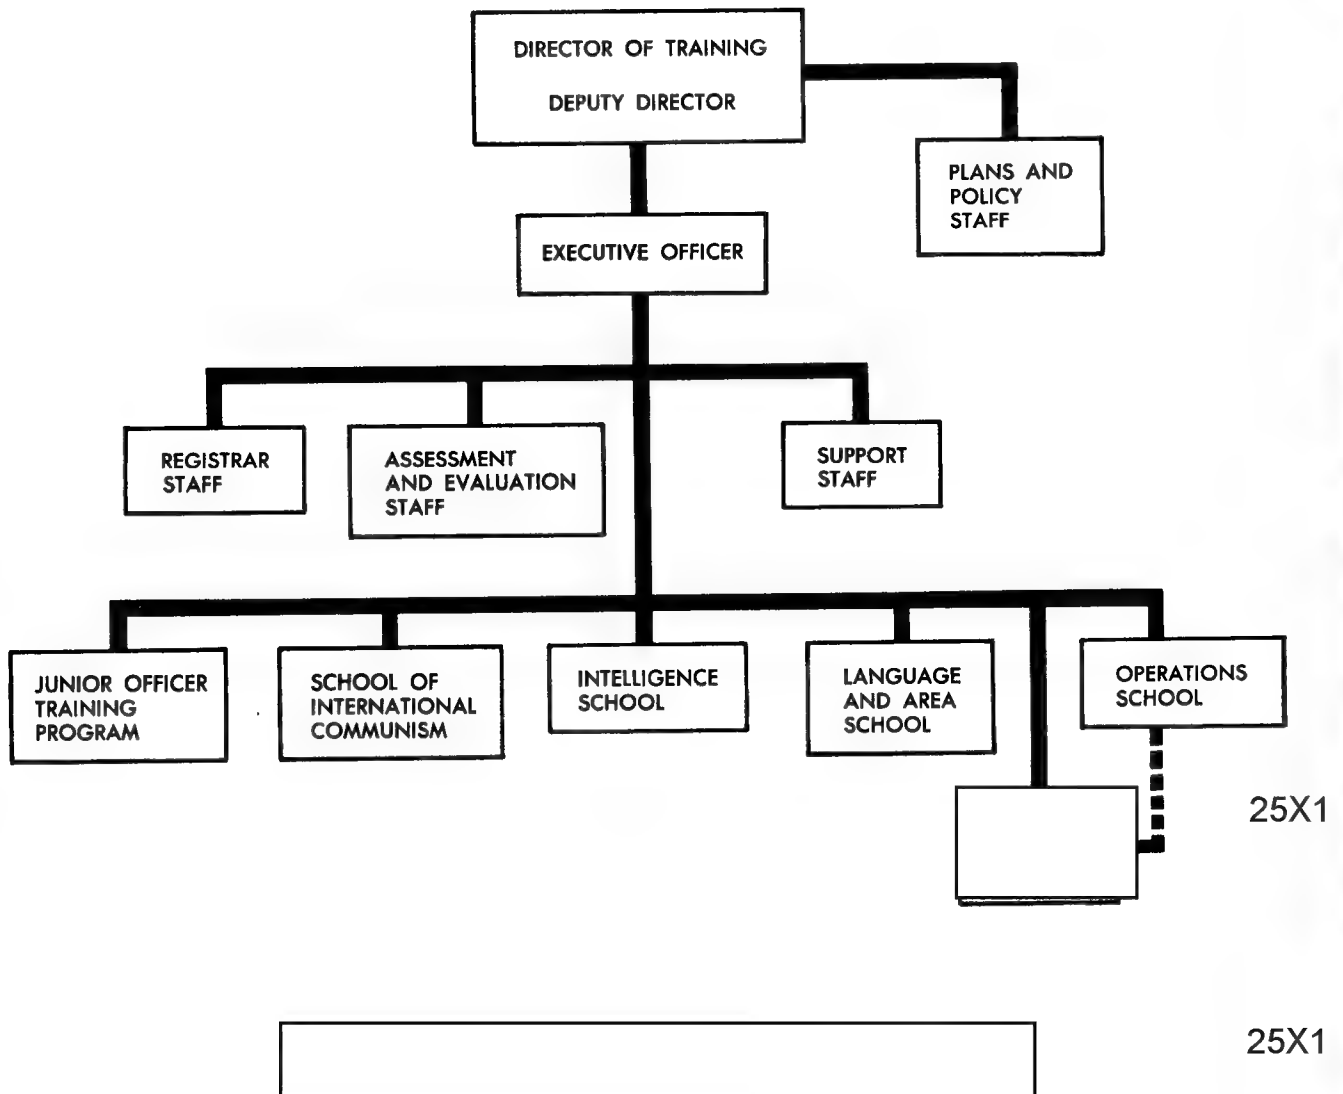 DIRECTOR OF TRAINING
DEPUTY DIRECTOR
PLANS AND
POLICY
STAFF
EXECUTIVE OFFICER
REGISTRAR
STAFF
ASSESSMENT
AND EVALUATION
STAFF
SUPPORT
STAFF
JUNIOR OFFICER
TRAINING
PROGRAM
SCHOOL OF
INTERNATIONAL
COMMUNISM
INTELLIGENCE
SCHOOL
LANGUAGE
AND AREA
SCHOOL
OPERATIONS
SCHOOL
25X1
25X1